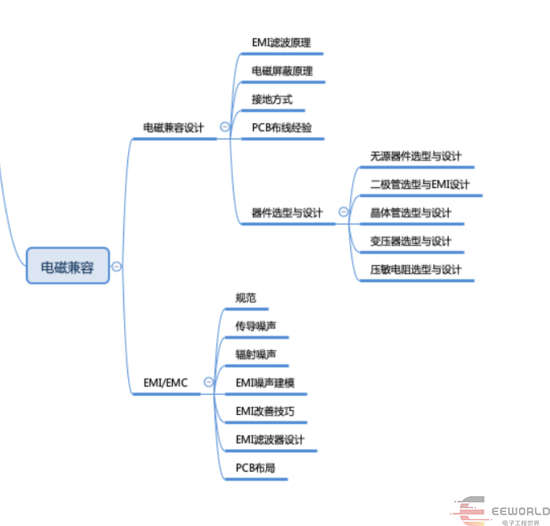 EMI滤波原理
电磁屏蔽原理
接地方式
电磁兼容设计
PCB布线经验
无源器件选型与设计
二极管选型与EMI设计
器件选型与设计
晶体管选型与设计
变压器选型与设计
压敏电阻选型与设计
电磁兼容
规范
传导噪声
辐射噪声
EMI/EMC
EMI噪声建模
EMI改善技巧
EMI滤波器设计
PCB布局
EEWORLD
电子工程世界